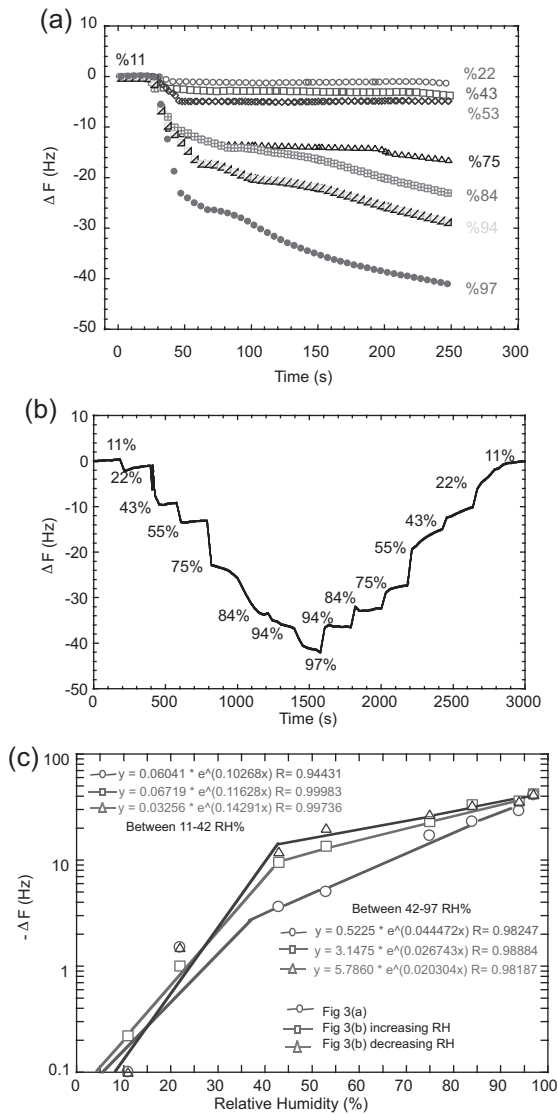 (a)
10
0
-10
-20
-30
-40
-50
Δ F (Hz)
%11
%22
%43
%53
%75
%84
%94
%97
0 50 100 150 200 250 300
Time (s)
(b)
10
0
-10
-20
-30
-40
-50
Δ F (Hz)
11%
22%
43%
55%
75%
84%
94%
97%
94%
84%
75%
55%
43%
22%
11%
0 500 1000 1500 2000 2500 3000
Time (s)
(c)
100
10
1
0.1
- ΔF (Hz)
y = 0.06041 * e^(0.10268x) R= 0.94431
y = 0.06719 * e^(0.11628x) R= 0.99983
y = 0.03256 * e^(0.14291x) R= 0.99736
Between 11-42 RH%
Between 42-97 RH%
y = 0.5225 * e^(0.044472x) R= 0.98247
y = 3.1475 * e^(0.026743x) R= 0.98884
y = 5.7860 * e^(0.020304x) R= 0.98187
Fig 3(a)
Fig 3(b) increasing RH
Fig 3(b) decreasing RH
0 10 20 30 40 50 60 70 80 90 100
Relative Humidity (%)